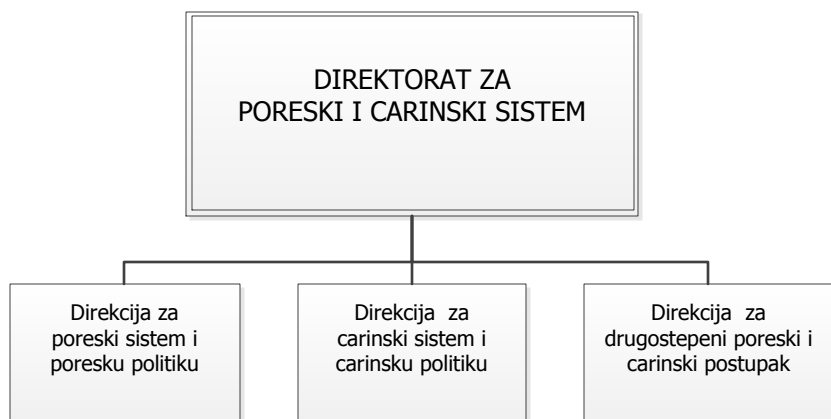 DIREKTORAT ZA
PORESKI I CARINSKI SISTEM
Direkcija za
poreski sistem i
poresku politiku
Direkcija za
carinski sistem i
carinsku politiku
Direkcija za
drugostepeni poreski i
carinski postupak